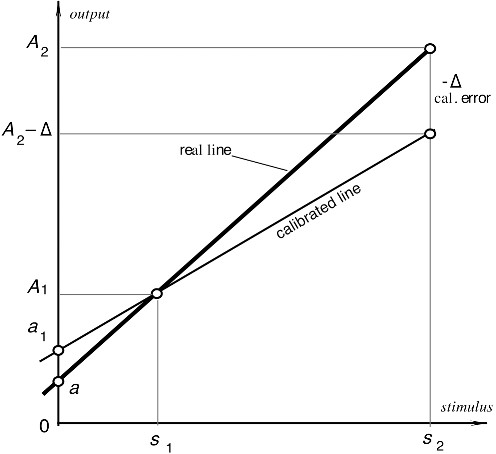 output
A2
-Δ
cal. error
A2−Δ
real line
calibrated line
A1
a1
a
stimulus
0
s1
s2